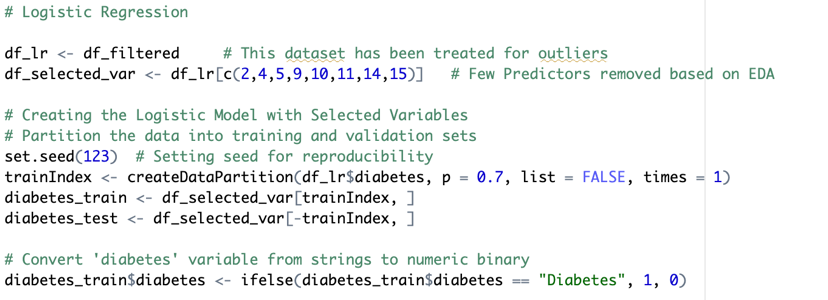 # Logistic Regression
df_lr <- df_filtered     # This dataset has been treated for outliers
df_selected_var <- df_lr[c(2,4,5,9,10,11,14,15)]   # Few Predictors removed based on EDA
# Creating the Logistic Model with Selected Variables
# Partition the data into training and validation sets
set.seed(123)  # Setting seed for reproducibility
trainIndex <- createDataPartition(df_lr$diabetes, p = 0.7, list = FALSE, times = 1)
diabetes_train <- df_selected_var[trainIndex, ]
diabetes_test <- df_selected_var[-trainIndex, ]
# Convert 'diabetes' variable from strings to numeric binary
diabetes_train$diabetes <- ifelse(diabetes_train$diabetes == "Diabetes", 1, 0)